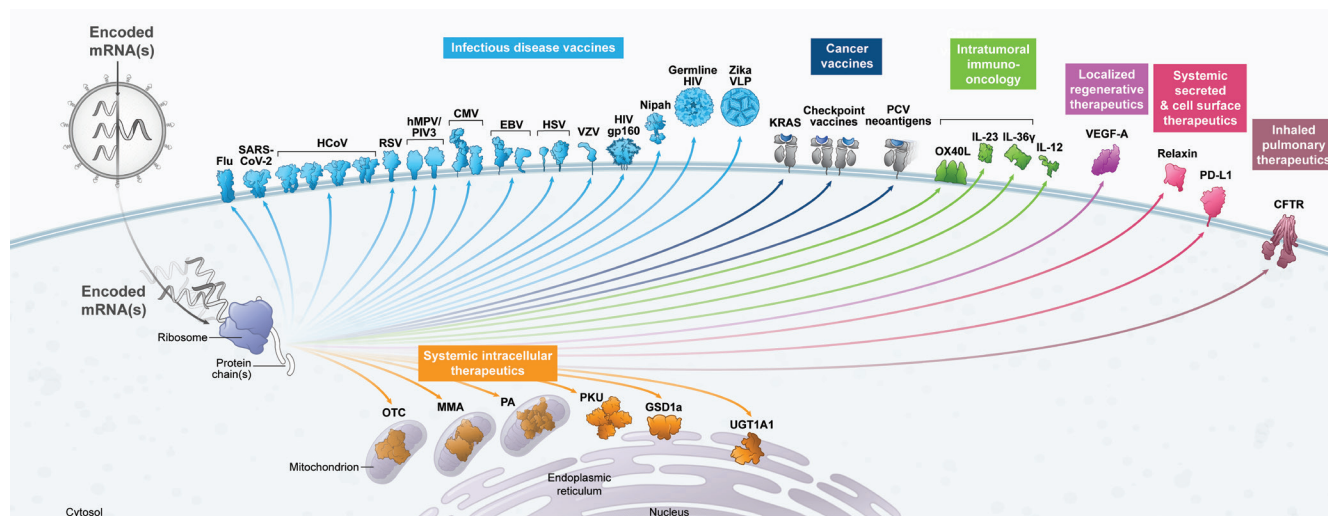 Encoded
mRNA(s)
Infectious disease vaccines
Cancer
vaccines
Intratumoral
immuno-
oncology
Localized
regenerative
therapeutics
Systemic
secreted
& cell surface
therapeutics
Inhaled
pulmonary
therapeutics
Flu
SARS-
CoV-2
HCoV
RSV
hMPV/
PIV3
CMV
EBV
HSV
VZV
HIV
gp160
Nipah
Germline
HIV
Zika
VLP
KRAS
Checkpoint
vaccines
PCV
neoantigens
OX40L
IL-23
IL-36γ
IL-12
VEGF-A
Relaxin
PD-L1
CFTR
Encoded
mRNA(s)
Ribosome
Protein
chain(s)
Systemic intracellular
therapeutics
OTC
MMA
PA
PKU
GSD1a
UGT1A1
Mitochondrion
Endoplasmic
reticulum
Cytosol
Nucleus